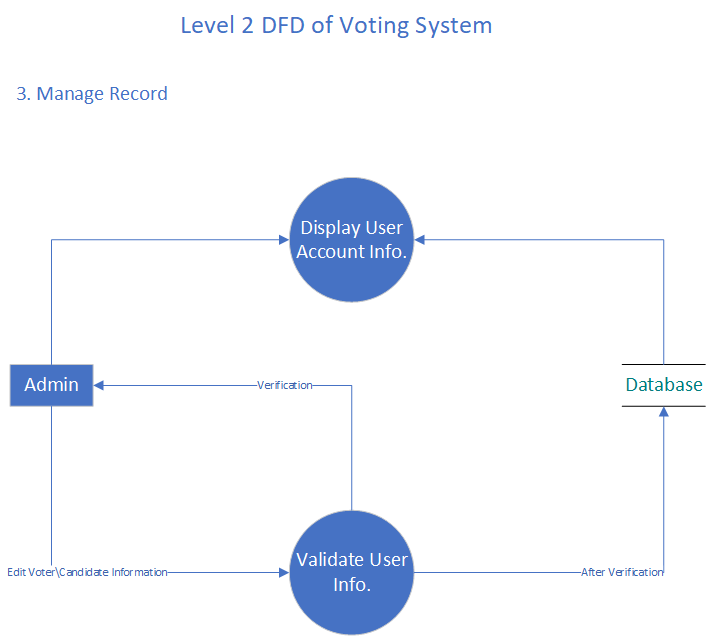 Level 2 DFD of Voting System
3. Manage Record
Display User
Account Info.
Admin
Verification
Database
Validate User
Info.
Edit Voter\Candidate Information
After Verification